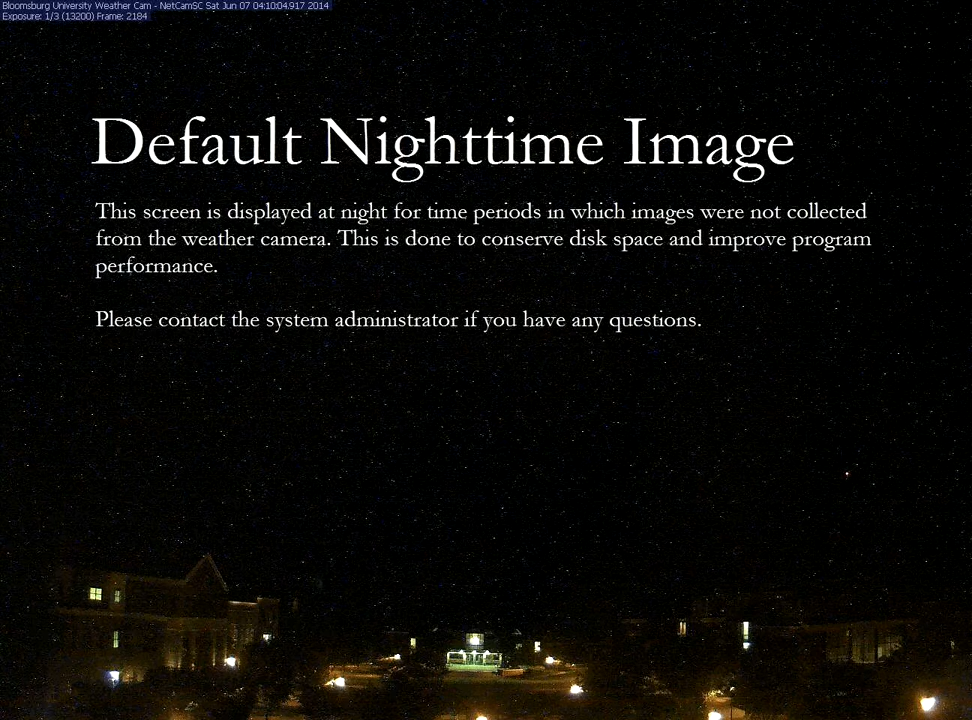 Bloomsburg University Weather Cam - NetCamSC Sat Jun 07 04:10:04.917 2014
Exposure: 1/3 (13200) Frame: 2184
Default Nighttime Image
This screen is displayed at night for time periods in which images were not collected
from the weather camera. This is done to conserve disk space and improve program
performance.
Please contact the system administrator if you have any questions.